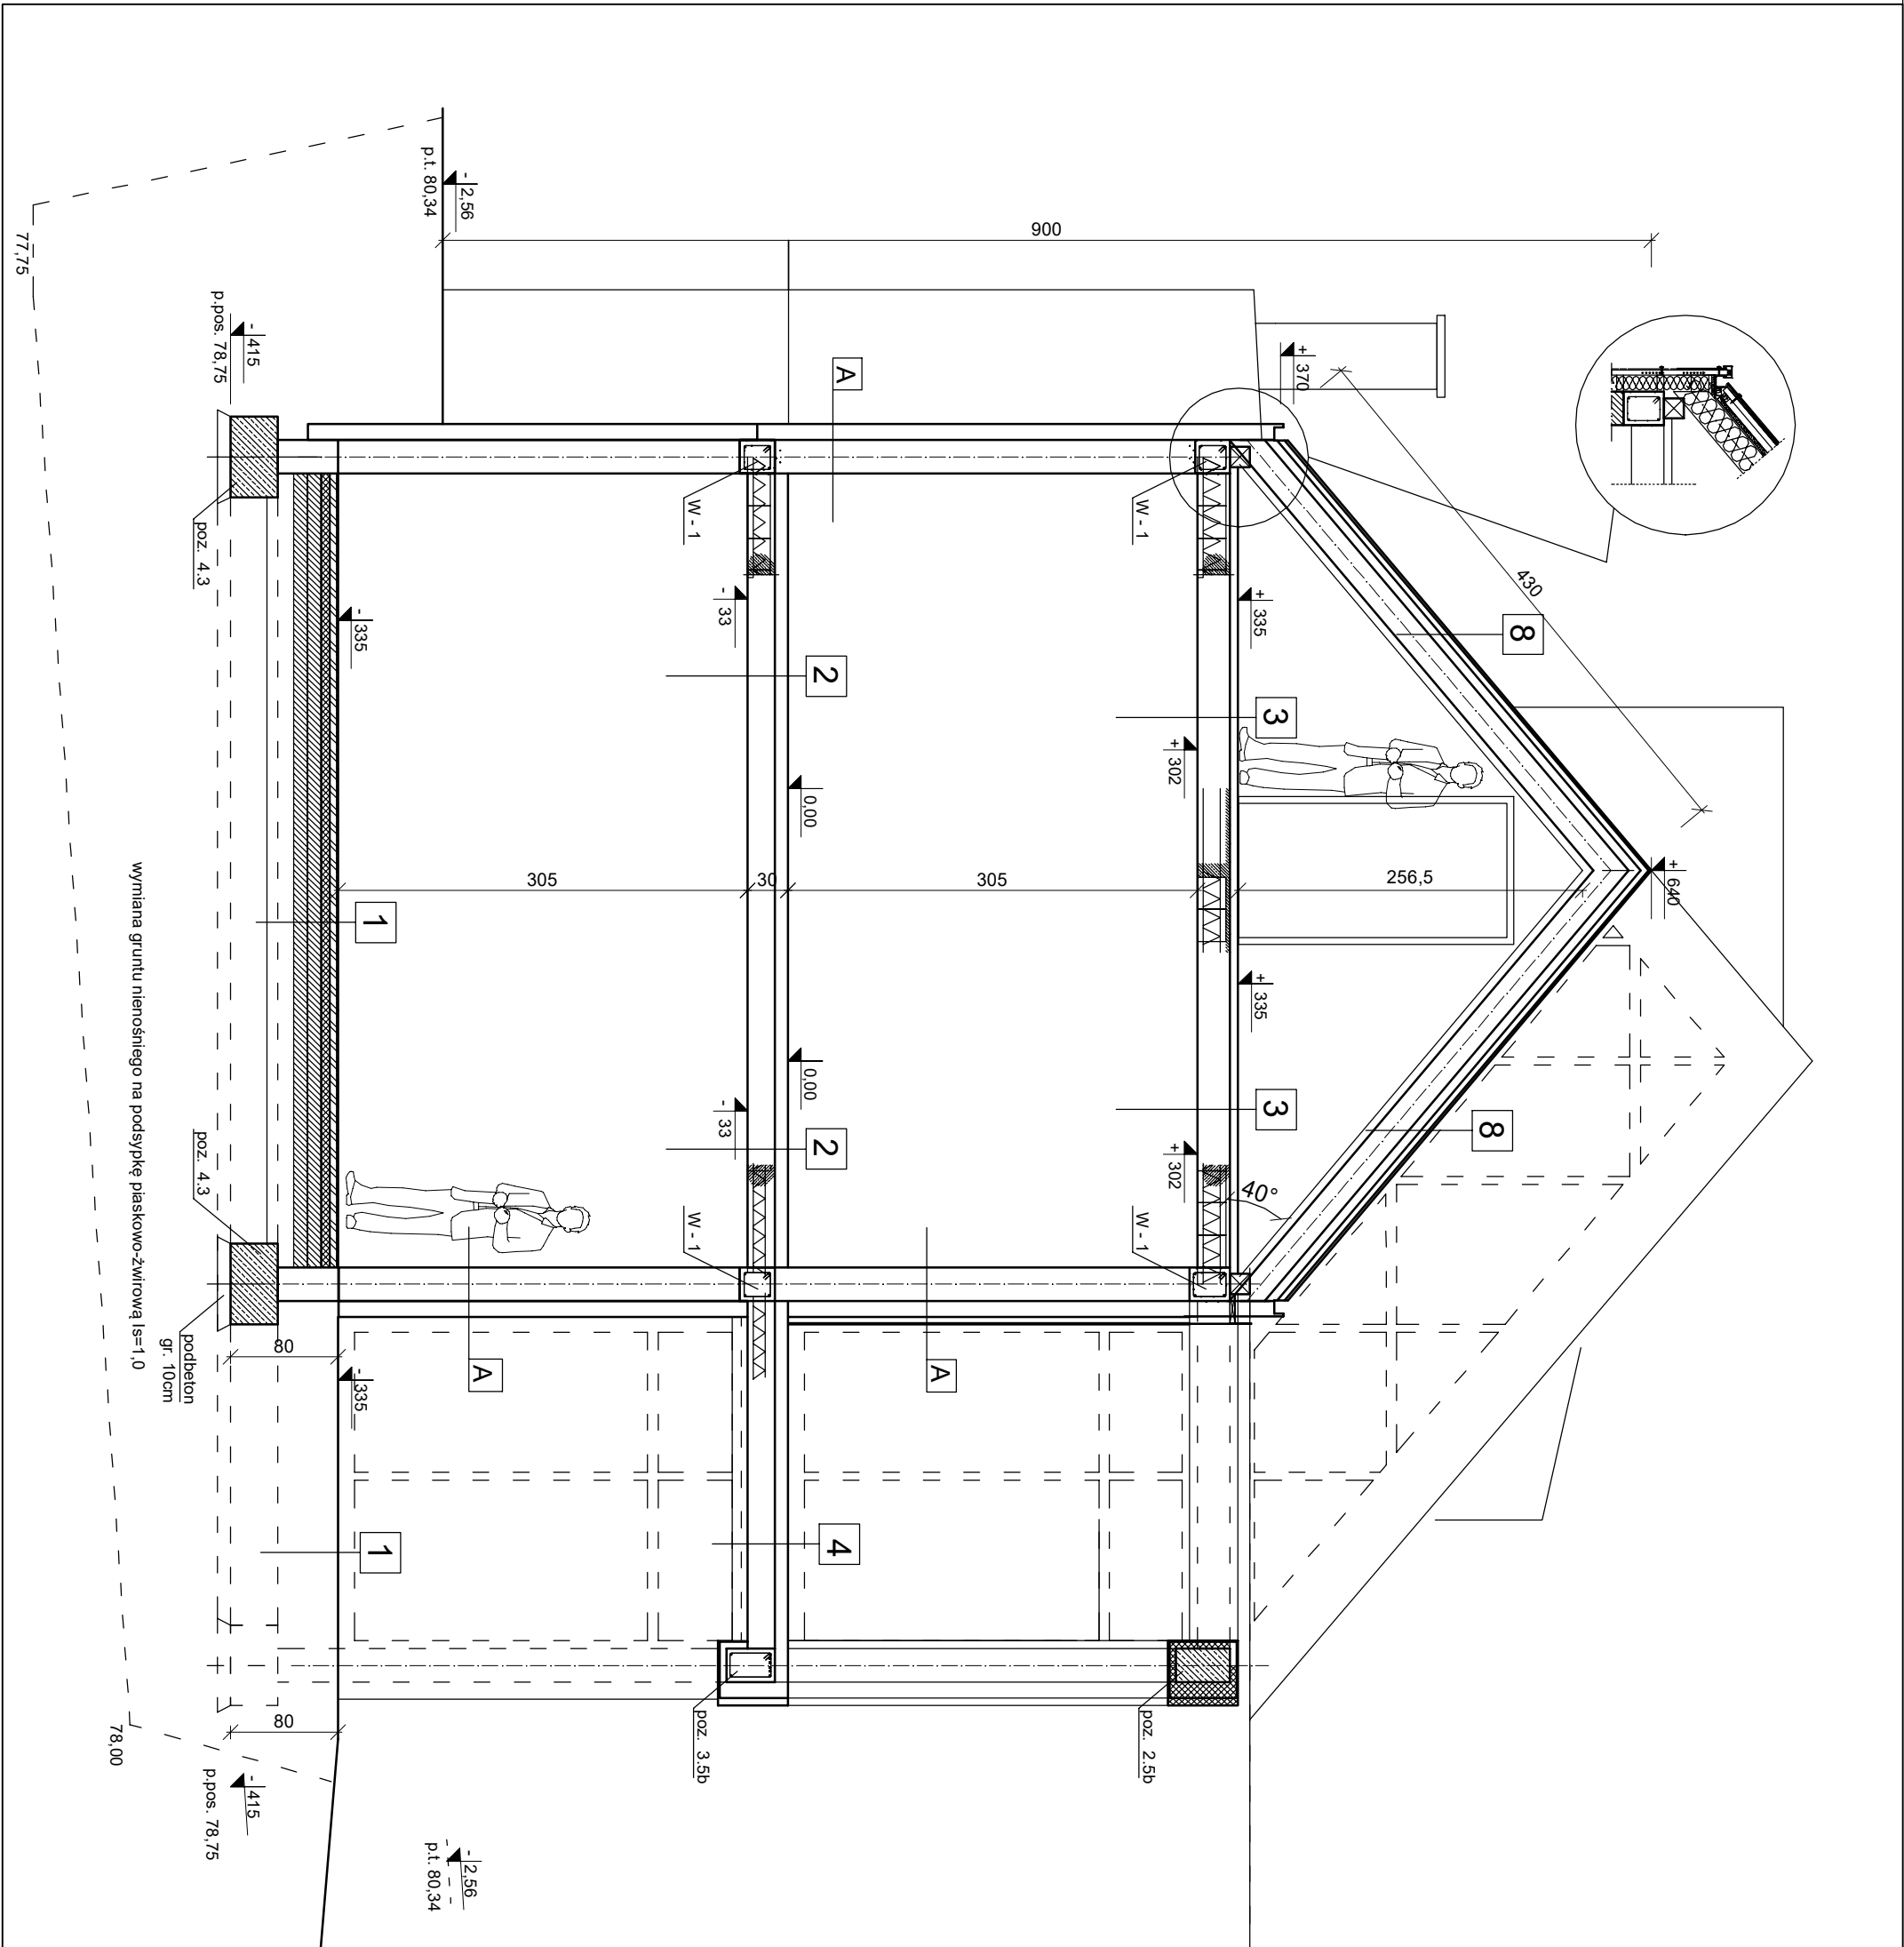 900
p.t. 80,34
- 2,56
77,75
- 415
p.pos. 78,75
A
+ 370
430
8
poz. 4.3
W - 1
W - 1
- 335
- 33
+ 335
2
3
+ 302
0,00
305
30
305
256,5
+ 640
1
wymiana gruntu nienośniego na podsypkę piaskowo-żwirową Is=1,0
+ 335
0,00
- 33
2
3
+ 302
8
40°
poz. 4.3
W - 1
W - 1
podbeton
gr. 10cm
80
- 335
A
A
1
4
80
78,00
- 415
p.pos. 78,75
poz. 3.5b
poz. 2.5b
- 2,56
p.t. 80,34